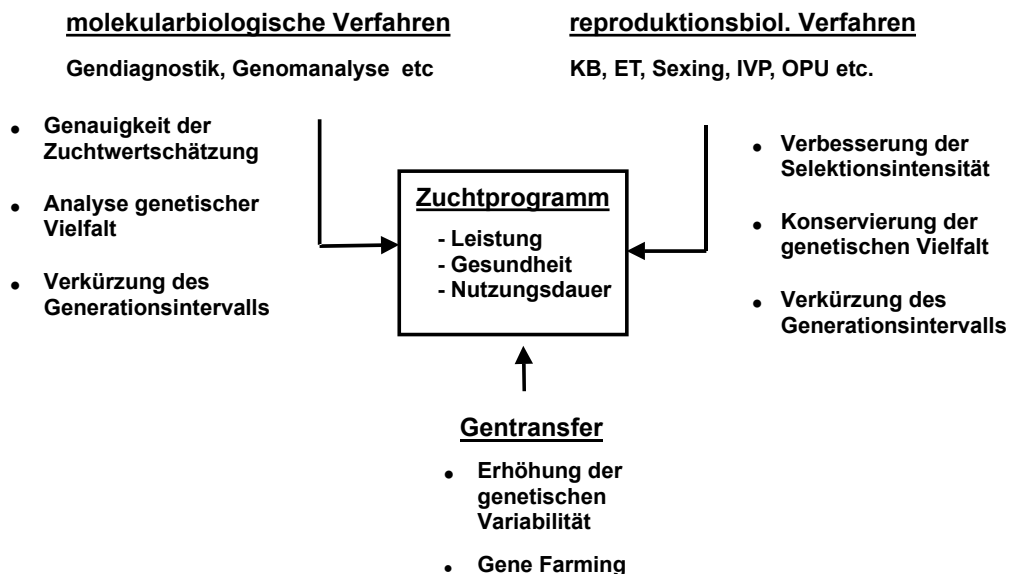 molekularbiologische Verfahren
Gendiagnostik, Genomanalyse etc
• Genauigkeit der
Zuchtwertschätzung
• Analyse genetischer
Vielfalt
• Verkürzung des
Generationsintervalls
reproduktionsbiol. Verfahren
KB, ET, Sexing, IVP, OPU etc.
• Verbesserung der
Selektionsintensität
• Konservierung der
genetischen Vielfalt
• Verkürzung des
Generationsintervalls
Zuchtprogramm
- Leistung
- Gesundheit
- Nutzungsdauer
Gentransfer
• Erhöhung der
genetischen
Variabilität
• Gene Farming